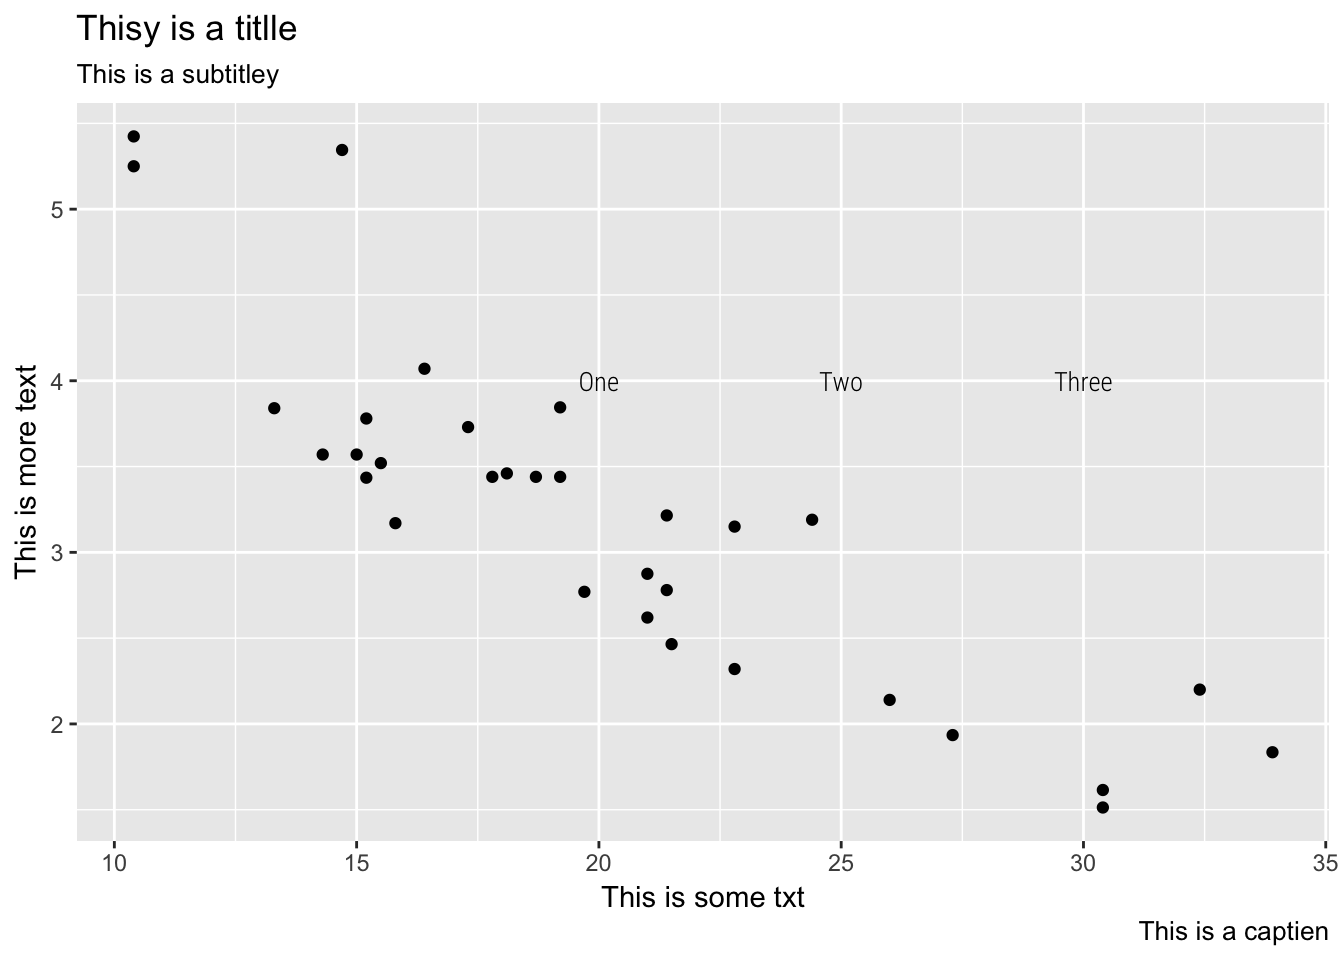 Thisy is a titlle
This is a subtitley
5
4
3
2
This is more text
One Two Three
10 15 20 25 30 35
This is some txt
This is a captien